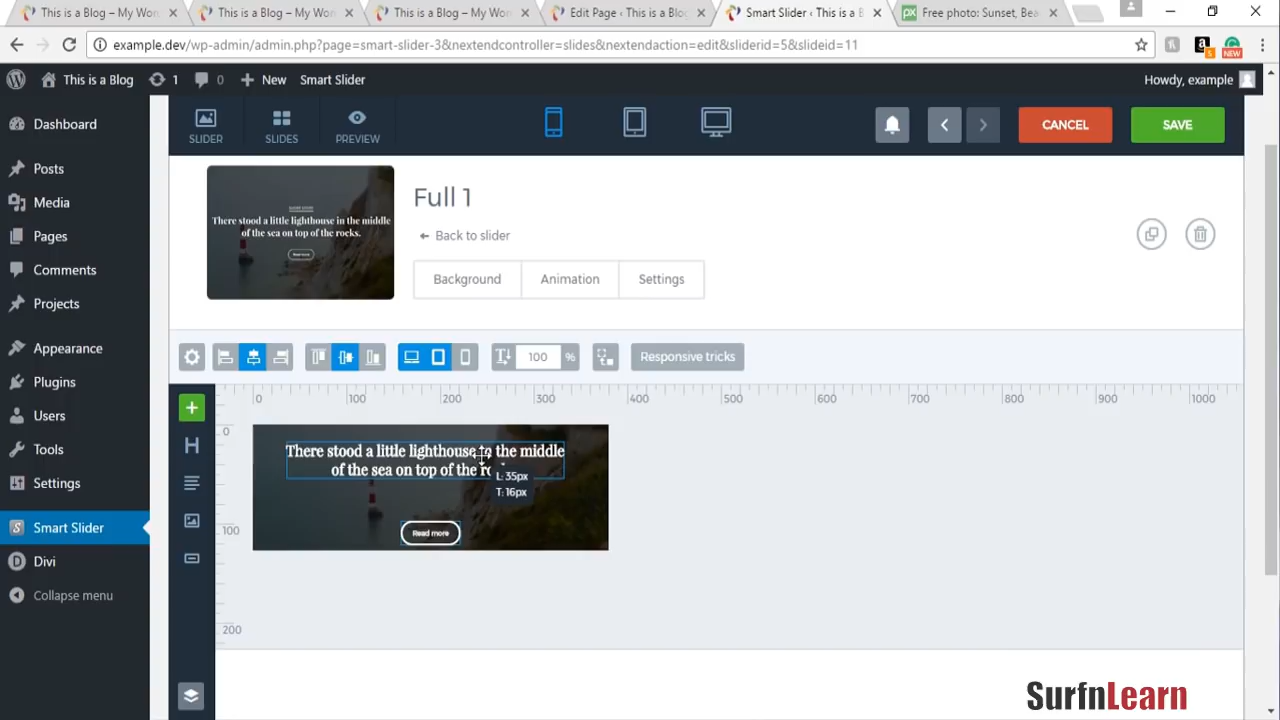 This is a Blog – My Wor
This is a Blog – My Wor
This is a Blog – My Wor
Edit Page ‹ This is a Blo
Smart Slider ‹ This is a B
px
Free photo: Sunset, Bea
example.dev/wp-admin/admin.php?page=smart-slider-3&nextendcontroller=slides&nextendaction=edit&sliderid=5&slideid=11
5
NEW
This is a Blog
1
0
New
Smart Slider
Howdy, example
Dashboard
Posts
Media
Pages
Comments
Projects
Appearance
Plugins
Users
Tools
Settings
Smart Slider
Divi
Collapse menu
SLIDER
SLIDES
PREVIEW
CANCEL
SAVE
There stood a little lighthouse in the middle
of the sea on top of the rocks.
Read more
Full 1
Back to slider
Background
Animation
Settings
100
%
Responsive tricks
0
100
200
300
400
500
600
700
800
900
1000
0
100
200
There stood a little lighthouse in the middle
of the sea on top of the
L: 35px
T: 16px
Read more
SurfnLearn